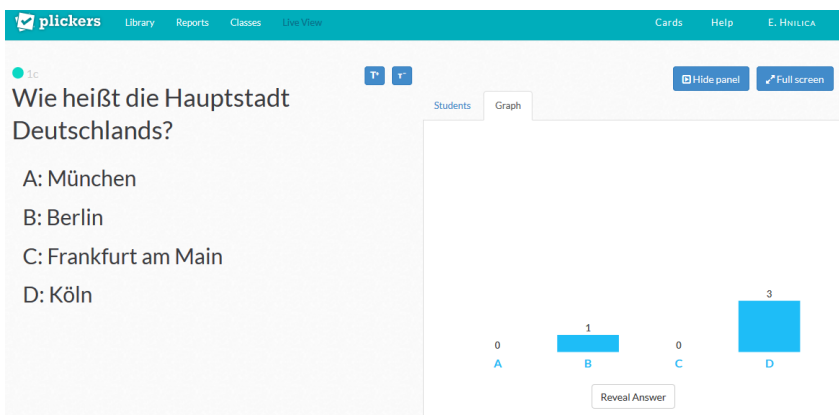 plickers Library Reports Classes Live View Cards Help E. HNILICA
1c T+ T- Hide panel Full screen
Wie heißt die Hauptstadt
Deutschlands?
Students Graph
A: München
B: Berlin
C: Frankfurt am Main
D: Köln
0 1 0 3
A B C D
Reveal Answer